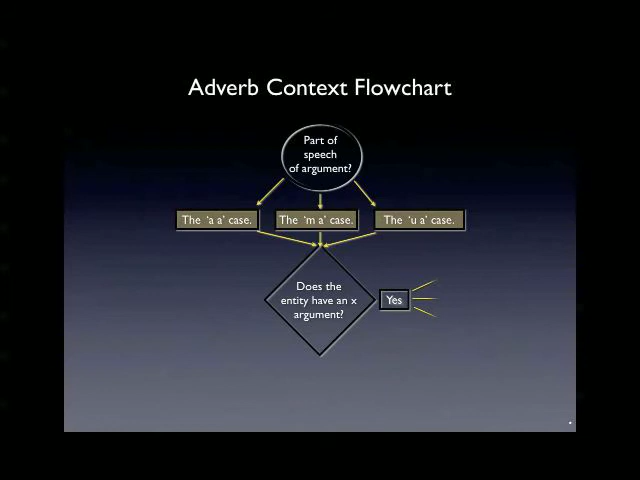 Adverb Context Flowchart
Part of
speech
of argument?
The ‘a a’ case.
The ‘m a’ case.
The ‘u a’ case.
Does the
entity have an x
argument?
Yes